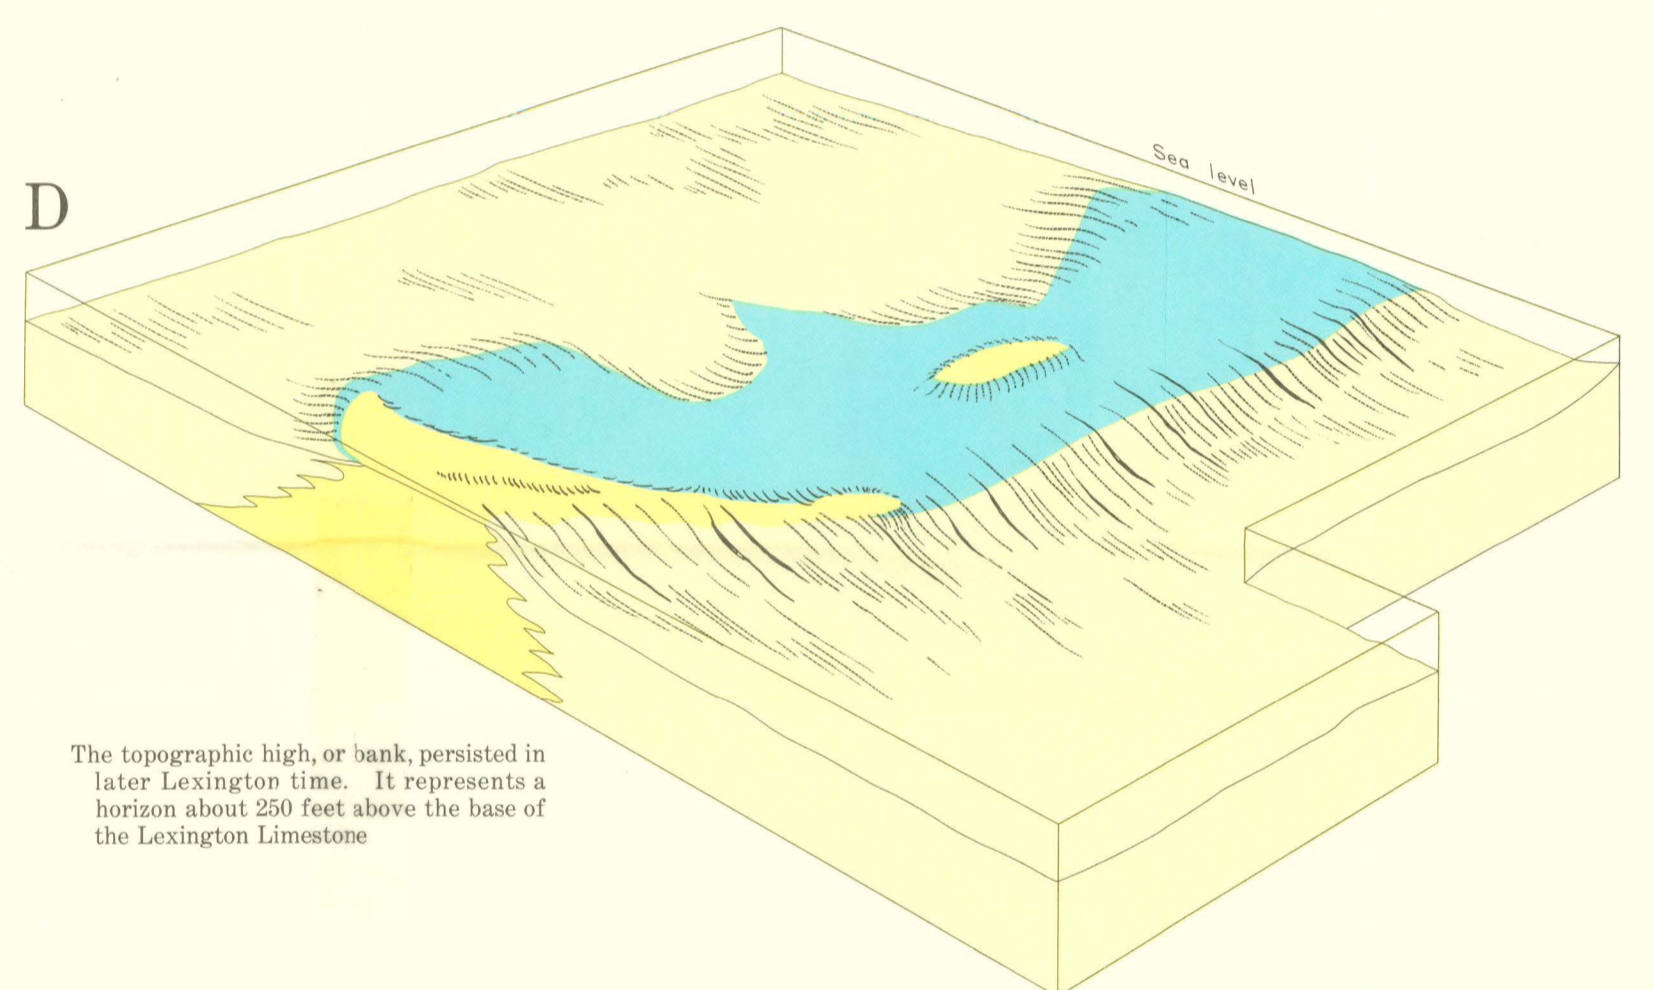 Sea level
D
The topographic high, or bank, persisted in
later Lexington time. It represents a
horizon about 250 feet above the base of
the Lexington Limestone